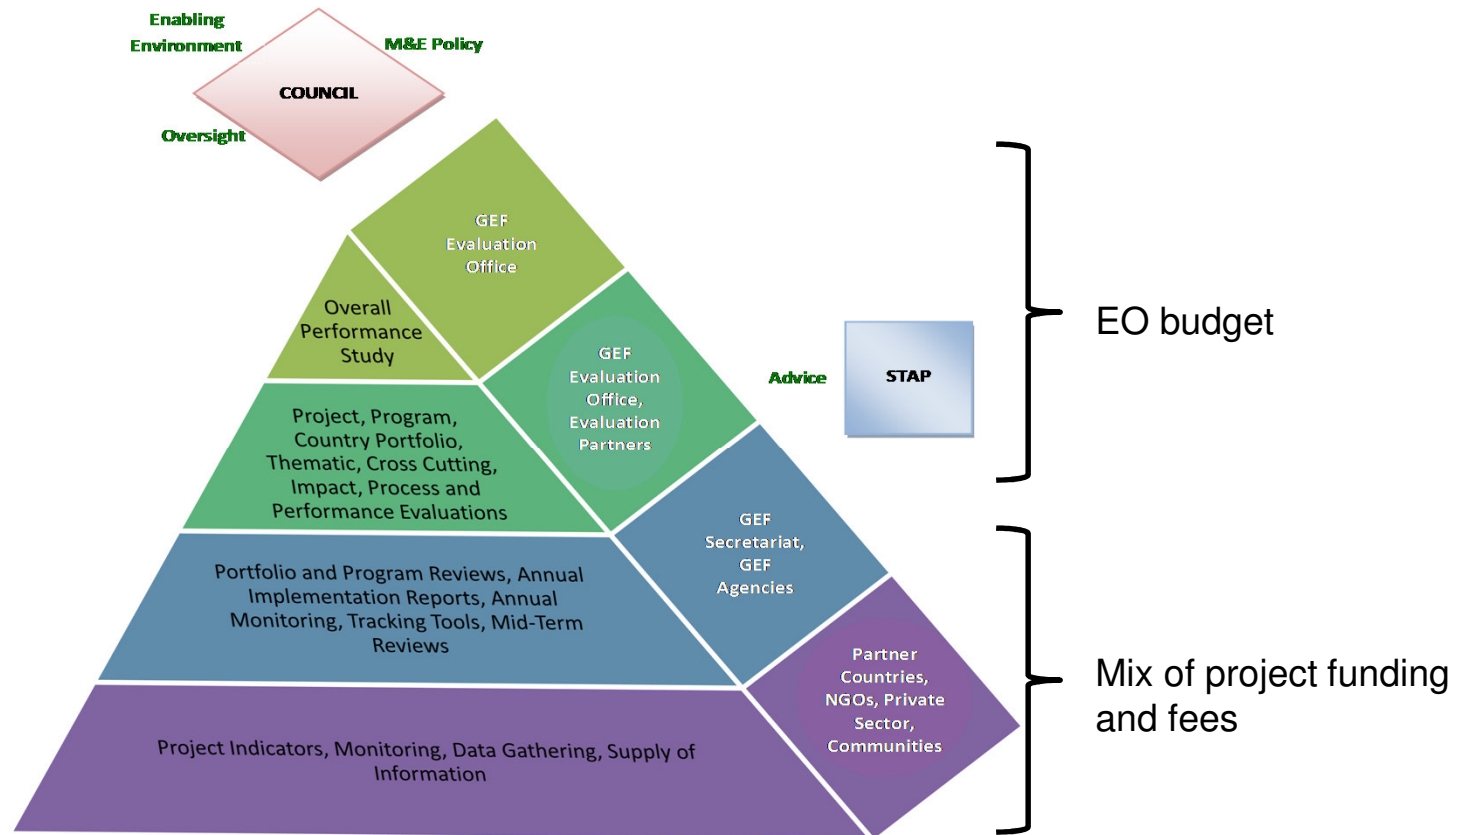 Enabling
Environment
M&E Policy
COUNCIL
Oversight
GEF
Evaluation
Office
Overall
Performance
Study
GEF
Evaluation
Office,
Evaluation
Partners
Advice
STAP
EO budget
Project, Program,
Country Portfolio,
Thematic, Cross Cutting,
Impact, Process and
Performance Evaluations
GEF
Secretariat,
GEF
Agencies
Portfolio and Program Reviews, Annual
Implementation Reports, Annual
Monitoring, Tracking Tools, Mid-Term
Reviews
Partner
Countries,
NGOs, Private
Sector,
Communities
Mix of project funding
and fees
Project Indicators, Monitoring, Data Gathering, Supply of
Information